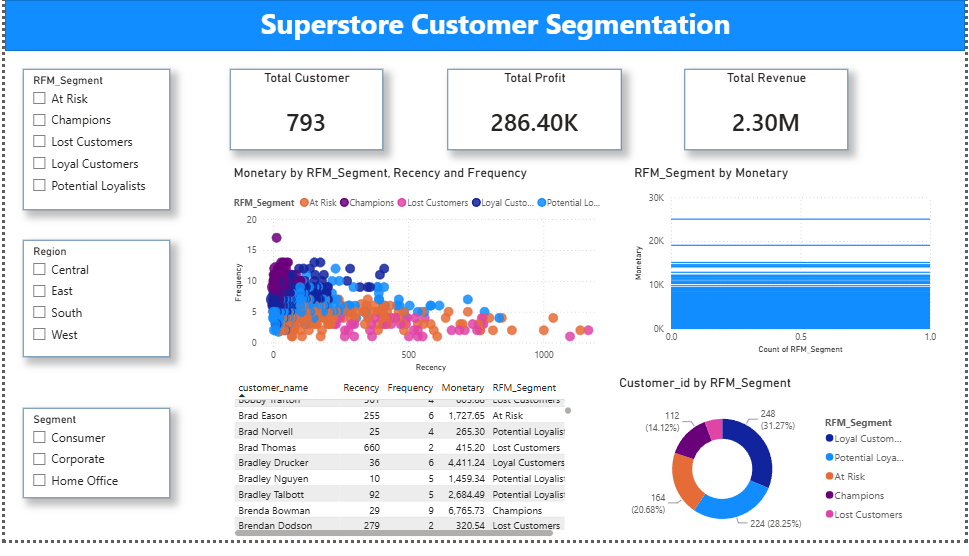 Superstore Customer Segmentation
RFM_Segment
At Risk
Champions
Lost Customers
Loyal Customers
Potential Loyalists
Region
Central
East
South
West
Segment
Consumer
Corporate
Home Office
Total Customer
793
Total Profit
286.40K
Total Revenue
2.30M
Monetary by RFM_Segment, Recency and Frequency
RFM_Segment At Risk Champions Lost Customers Loyal Custo... Potential Lo...
Frequency
20
15
10
5
0
0 500 1000
Recency
RFM_Segment by Monetary
Monetary
30K
20K
10K
0K
0.0 0.5 1.0
Count of RFM_Segment
customer_name Recency Frequency Monetary RFM_Segment
Brad Eason 255 6 1,727.65 At Risk
Brad Norvell 25 4 265.30 Potential Loyalist
Brad Thomas 660 2 415.20 Lost Customers
Bradley Drucker 36 6 4,411.24 Loyal Customers
Bradley Nguyen 10 5 1,459.34 Potential Loyalist
Bradley Talbott 92 5 2,684.49 Potential Loyalist
Brenda Bowman 29 9 6,765.73 Champions
Brendan Dodson 279 2 320.54 Lost Customers
Customer_id by RFM_Segment
112
(14.12%)
248
(31.27%)
164
(20.68%)
224 (28.25%)
RFM_Segment
Loyal Custom...
Potential Loya...
At Risk
Champions
Lost Customers